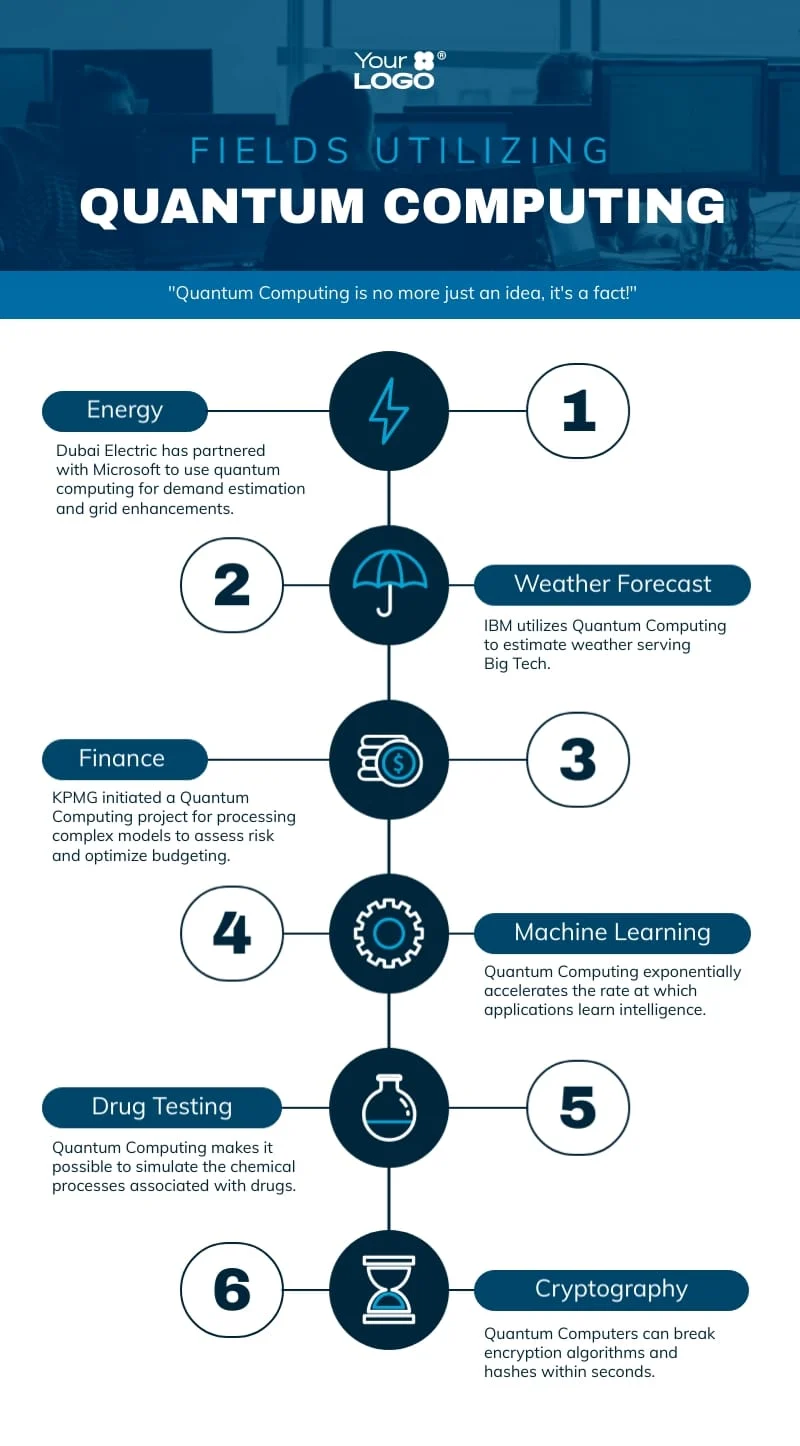 Your ®
LOGO
FIELDS UTILIZING
QUANTUM COMPUTING
"Quantum Computing is no more just an idea, it's a fact!"
Energy
1
Dubai Electric has partnered
with Microsoft to use quantum
computing for demand estimation
and grid enhancements.
2
Weather Forecast
IBM utilizes Quantum Computing
to estimate weather serving
Big Tech.
Finance
$
3
KPMG initiated a Quantum
Computing project for processing
complex models to assess risk
and optimize budgeting.
4
Machine Learning
Quantum Computing exponentially
accelerates the rate at which
applications learn intelligence.
Drug Testing
5
Quantum Computing makes it
possible to simulate the chemical
processes associated with drugs.
6
Cryptography
Quantum Computers can break
encryption algorithms and
hashes within seconds.